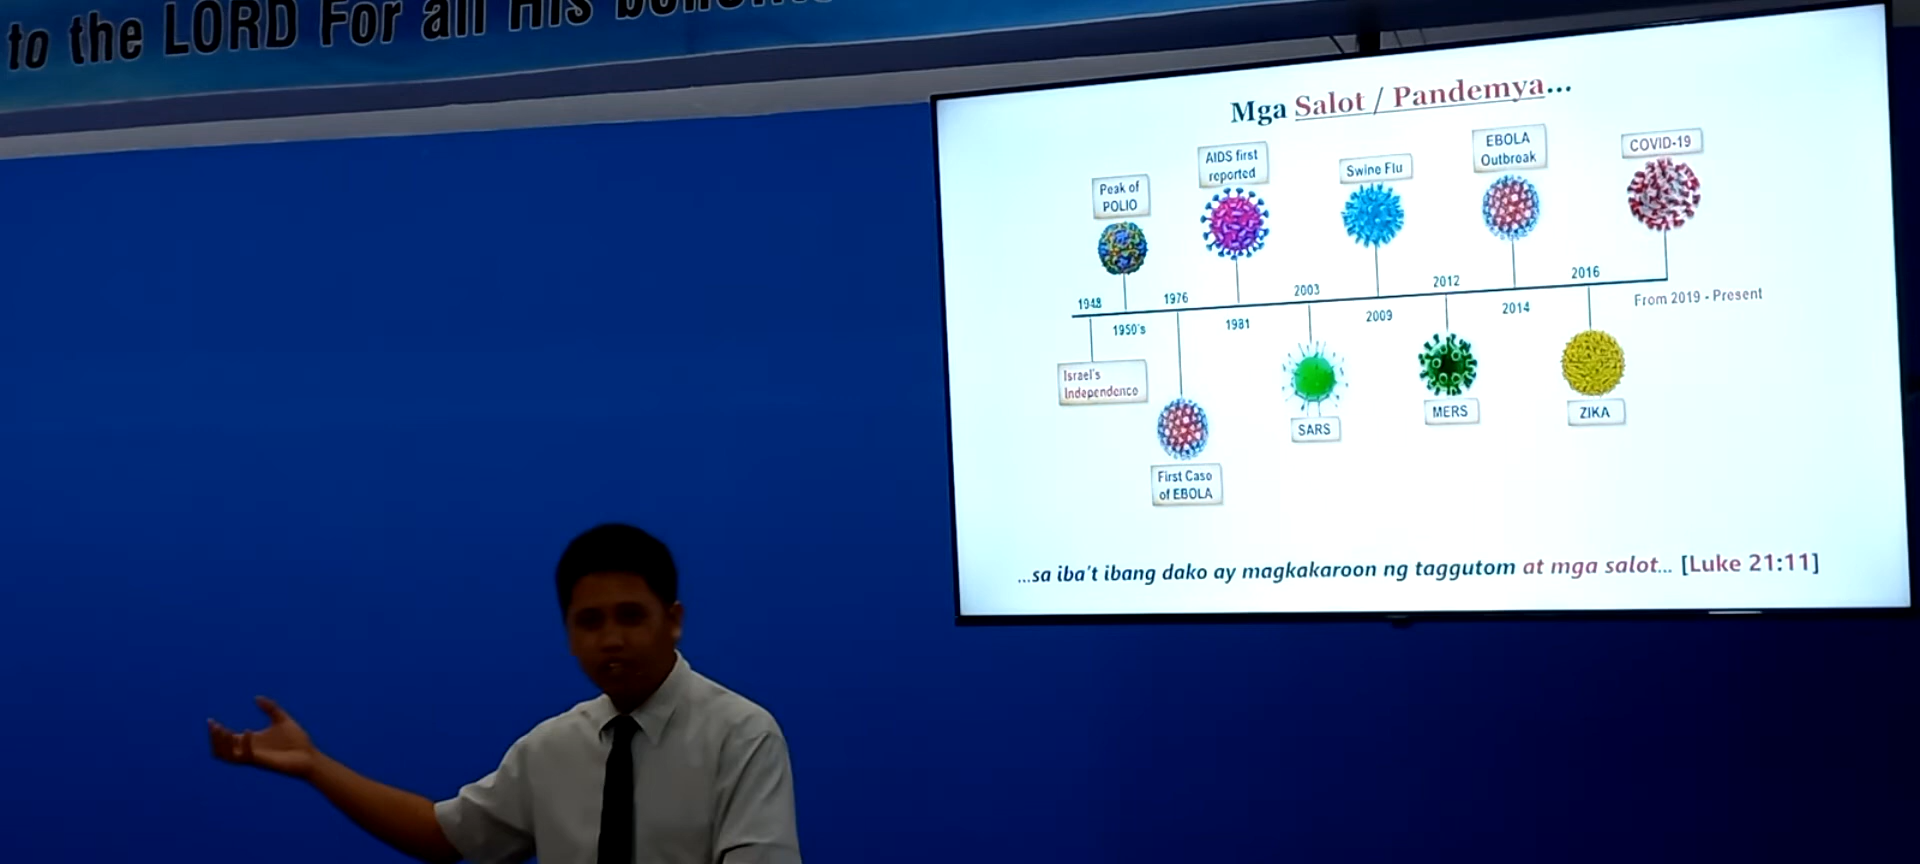 to the LORD For all His
Mga Salot / Pandemya...
Peak of
POLIO
AIDS first
reported
Swine Flu
EBOLA
Outbreak
COVID-19
1948
1976
2003
2012
2016
1950's
1981
2009
2014
From 2019 - Present
Israel's
Independence
First Case
of EBOLA
SARS
MERS
ZIKA
...sa iba't ibang dako ay magkakaroon ng taggutom at mga salot... [Luke 21:11]